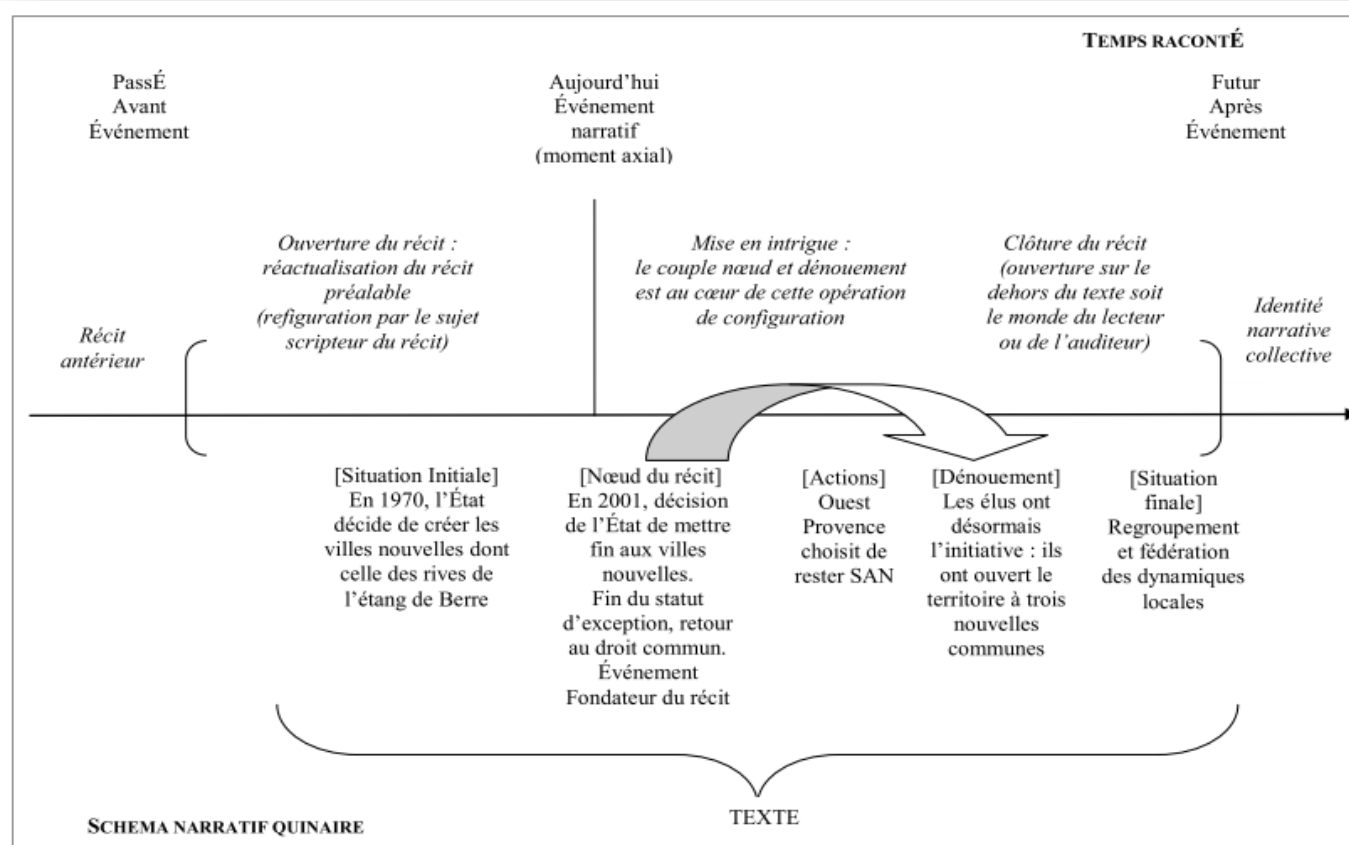 TEMPS RACONTÉ
PassÉ
Avant
Événement
Aujourd'hui
Événement
narratif
(moment axial)
Futur
Après
Événement
Récit
antérieur
Ouverture du récit :
réactualisation du récit
préalable
(refiguration par le sujet
scripteur du récit)
Mise en intrigue :
le couple nœud et dénouement
est au cœur de cette opération
de configuration
Clôture du récit
(ouverture sur le
dehors du texte soit
le monde du lecteur
ou de l'auditeur)
Identité
narrative
collective
[Situation Initiale]
En 1970, l'État
décide de créer les
villes nouvelles dont
celle des rives de
l'étang de Berre
[Nœud du récit]
En 2001, décision
de l'État de mettre
fin aux villes
nouvelles.
Fin du statut
d'exception, retour
au droit commun.
Événement
Fondateur du récit
[Actions]
Ouest
Provence
choisit de
rester SAN
[Dénouement]
Les élus ont
désormais
l'initiative : ils
ont ouvert le
territoire à trois
nouvelles
communes
[Situation
finale]
Regroupement
et fédération
des dynamiques
locales
TEXTE
SCHEMA NARRATIF QUINAIRE